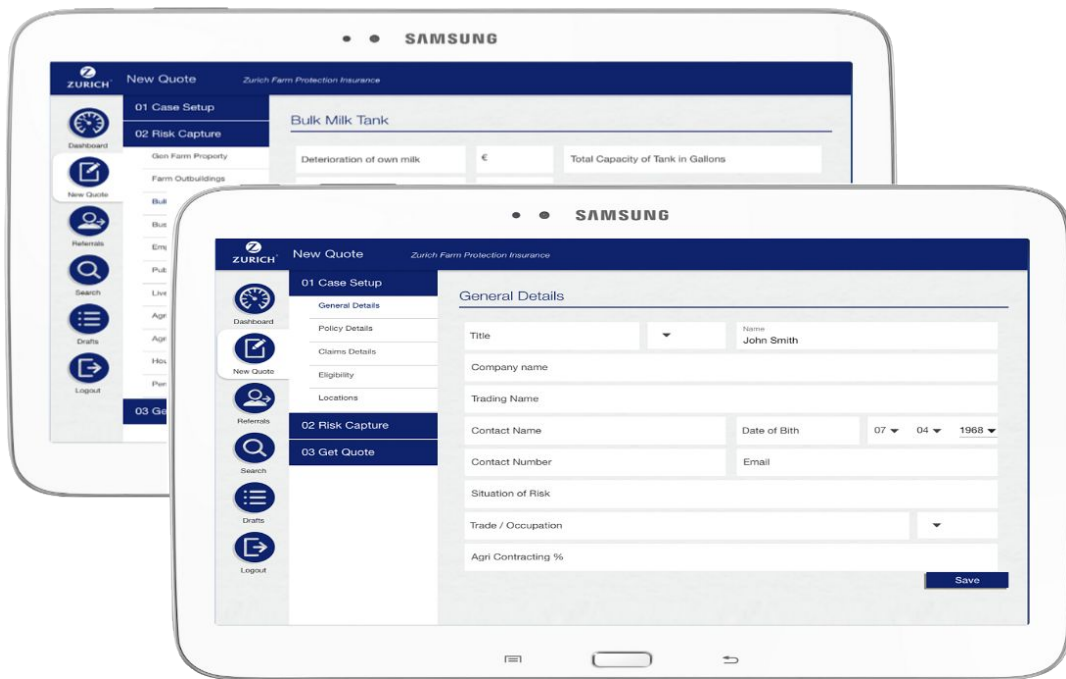 SAMSUNG
ZURICH New Quote Zurich Farm Protection Insurance
01 Case Setup
02 Risk Capture
Gen Farm Property
Farm Outbuildings
Dashboard
New Quote
Referrals
Search
Drafts
Logout
Bulk Milk Tank
Deterioration of own milk € Total Capacity of Tank in Gallons
SAMSUNG
ZURICH New Quote Zurich Farm Protection Insurance
Dashboard
New Quote
Referrals
Search
Drafts
Logout
01 Case Setup
General Details
Policy Details
Claims Details
Eligibility
Locations
02 Risk Capture
03 Get Quote
General Details
Title
Name
John Smith
Company name
Trading Name
Contact Name
Date of Bith 07 04 1968
Contact Number
Email
Situation of Risk
Trade / Occupation
Agri Contracting %
Save